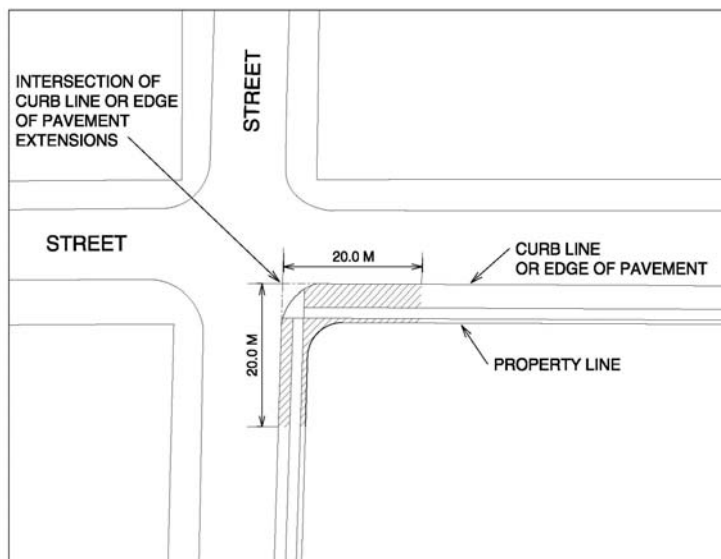 INTERSECTION OF
CURB LINE OR EDGE
OF PAVEMENT
EXTENSIONS
STREET
STREET
20.0 M
CURB LINE
OR EDGE OF PAVEMENT
20.0 M
PROPERTY LINE